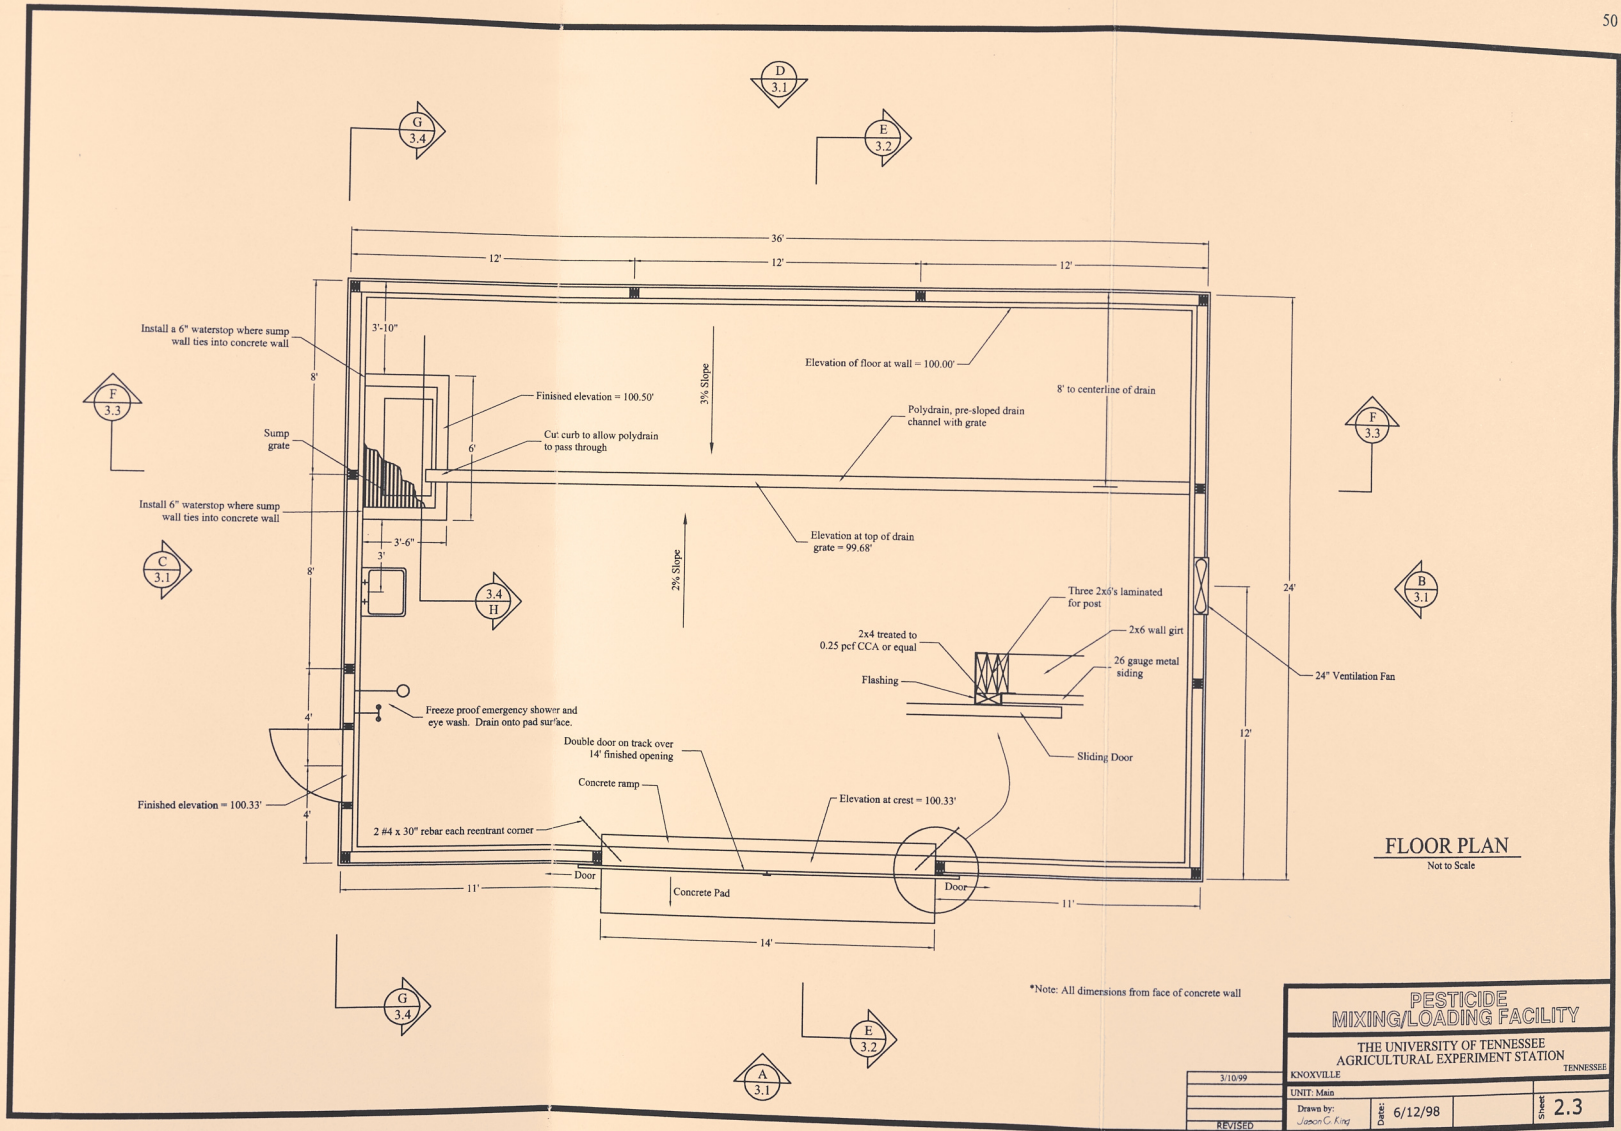 50
D
3.1
G
3.4
E
3.2
36'
12'
12'
12'
Install a 6" waterstop where sump
wall ties into concrete wall
3'-10"
8'
3% Slope
Elevation of floor at wall = 100.00'
8' to centerline of drain
Finished elevation = 100.50'
F
3.3
Polydrain, pre-sloped drain
channel with grate
F
3.3
Sump
grate
Cut curb to allow polydrain
to pass through
6'
Install 6" waterstop where sump
wall ties into concrete wall
Elevation at top of drain
grate = 99.68'
3'-6"
3'
C
3.1
8'
2% Slope
3.4
H
24'
B
3.1
Three 2x6's laminated
for post
2x4 treated to
0.25 pcf CCA or equal
2x6 wall girt
26 gauge metal
siding
Flashing
24" Ventilation Fan
Freeze proof emergency shower and
eye wash. Drain onto pad surface.
4'
12'
Double door on track over
14' finished opening
Sliding Door
Concrete ramp
Finished elevation = 100.33'
Elevation at crest = 100.33'
4'
2 #4 x 30" rebar each reentrant corner
FLOOR PLAN
Not to Scale
Door
Door
11'
Concrete Pad
11'
14'
*Note: All dimensions from face of concrete wall
G
3.4
E
3.2
A
3.1
PESTICIDE
MIXING/LOADING FACILITY
THE UNIVERSITY OF TENNESSEE
AGRICULTURAL EXPERIMENT STATION
KNOXVILLE TENNESSEE
3/10/99
REVISED
UNIT: Main
Drawn by:
Jason C. King
Date: 6/12/98
Sheet 2.3